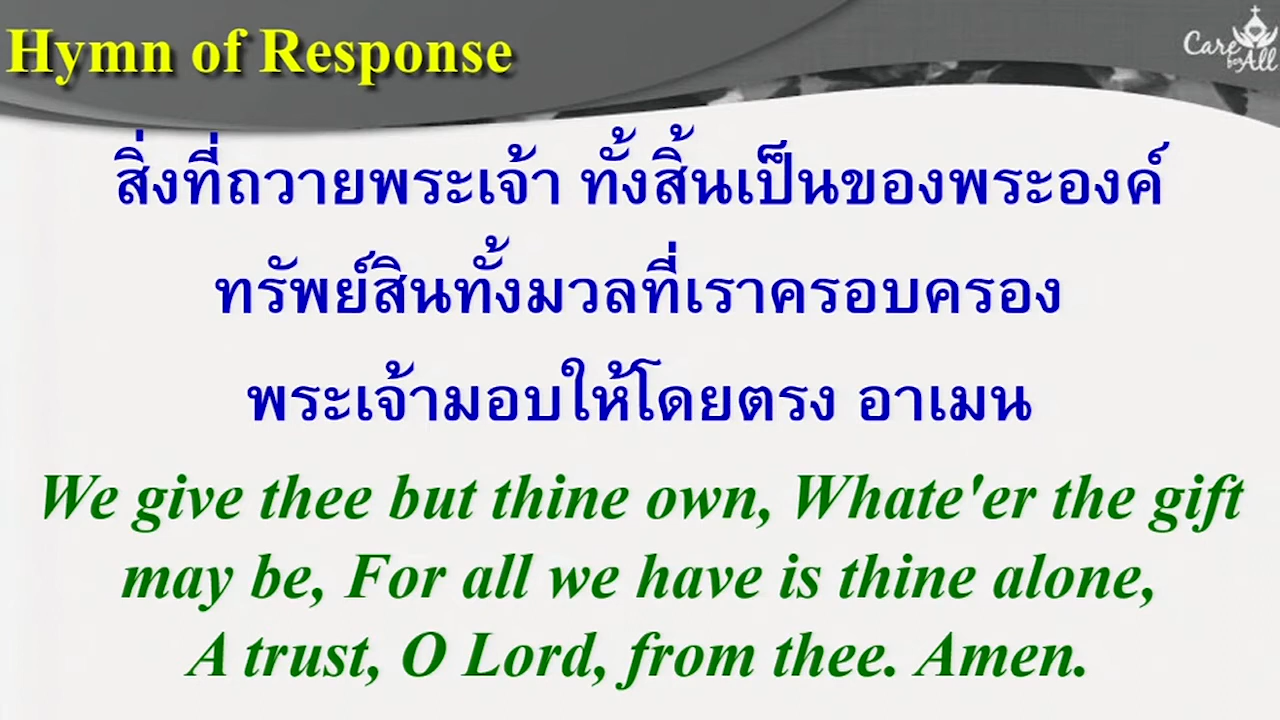 Hymn of Response
Care
for All
สิ่งที่ถวายพระเจ้า ทั้งสิ้นเป็นของพระองค์
ทรัพย์สินทั้งมวลที่เราครอบครอง
พระเจ้ามอบให้โดยตรง อาเมน
We give thee but thine own, Whate'er the gift
may be, For all we have is thine alone,
A trust, O Lord, from thee. Amen.